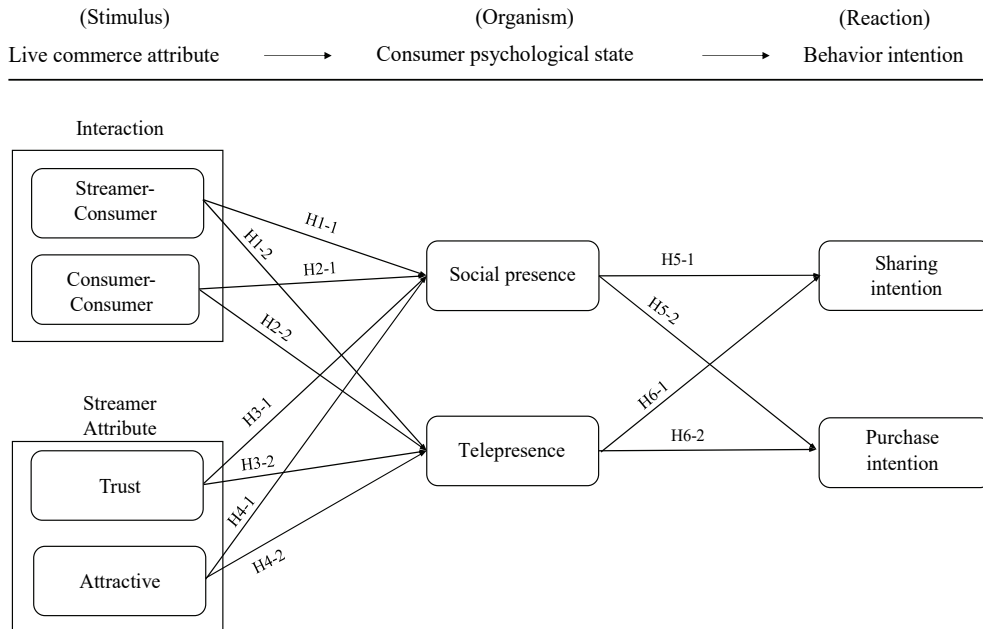 (Stimulus)
(Organism)
(Reaction)
Live commerce attribute
Consumer psychological state
Behavior intention
Interaction
Streamer-
Consumer
Consumer-
Consumer
H1-1
H1-2
H2-1
H2-2
Social presence
H5-1
H5-2
Sharing
intention
Streamer
Attribute
Trust
Attractive
H3-1
H3-2
H4-1
H4-2
Telepresence
H6-1
H6-2
Purchase
intention